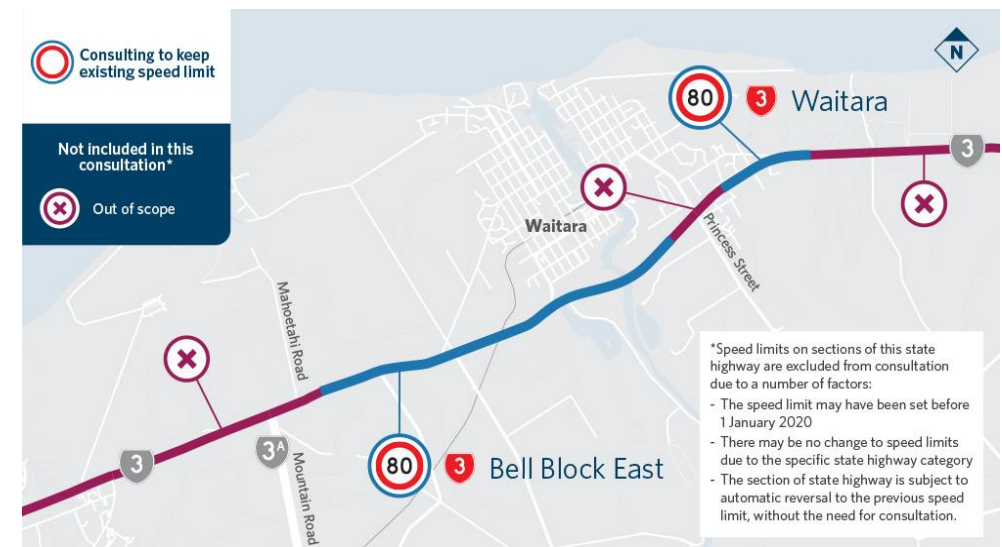 Consulting to keep
existing speed limit
Not included in this
consultation*
Out of scope
N
80
3
Waitara
3
Waitara
Princess Street
Mahoetahi Road
3
3A
Mountain Road
80
3
Bell Block East
*Speed limits on sections of this state
highway are excluded from consultation
due to a number of factors:
- The speed limit may have been set before
1 January 2020
- There may be no change to speed limits
due to the specific state highway category
- The section of state highway is subject to
automatic reversal to the previous speed
limit, without the need for consultation.